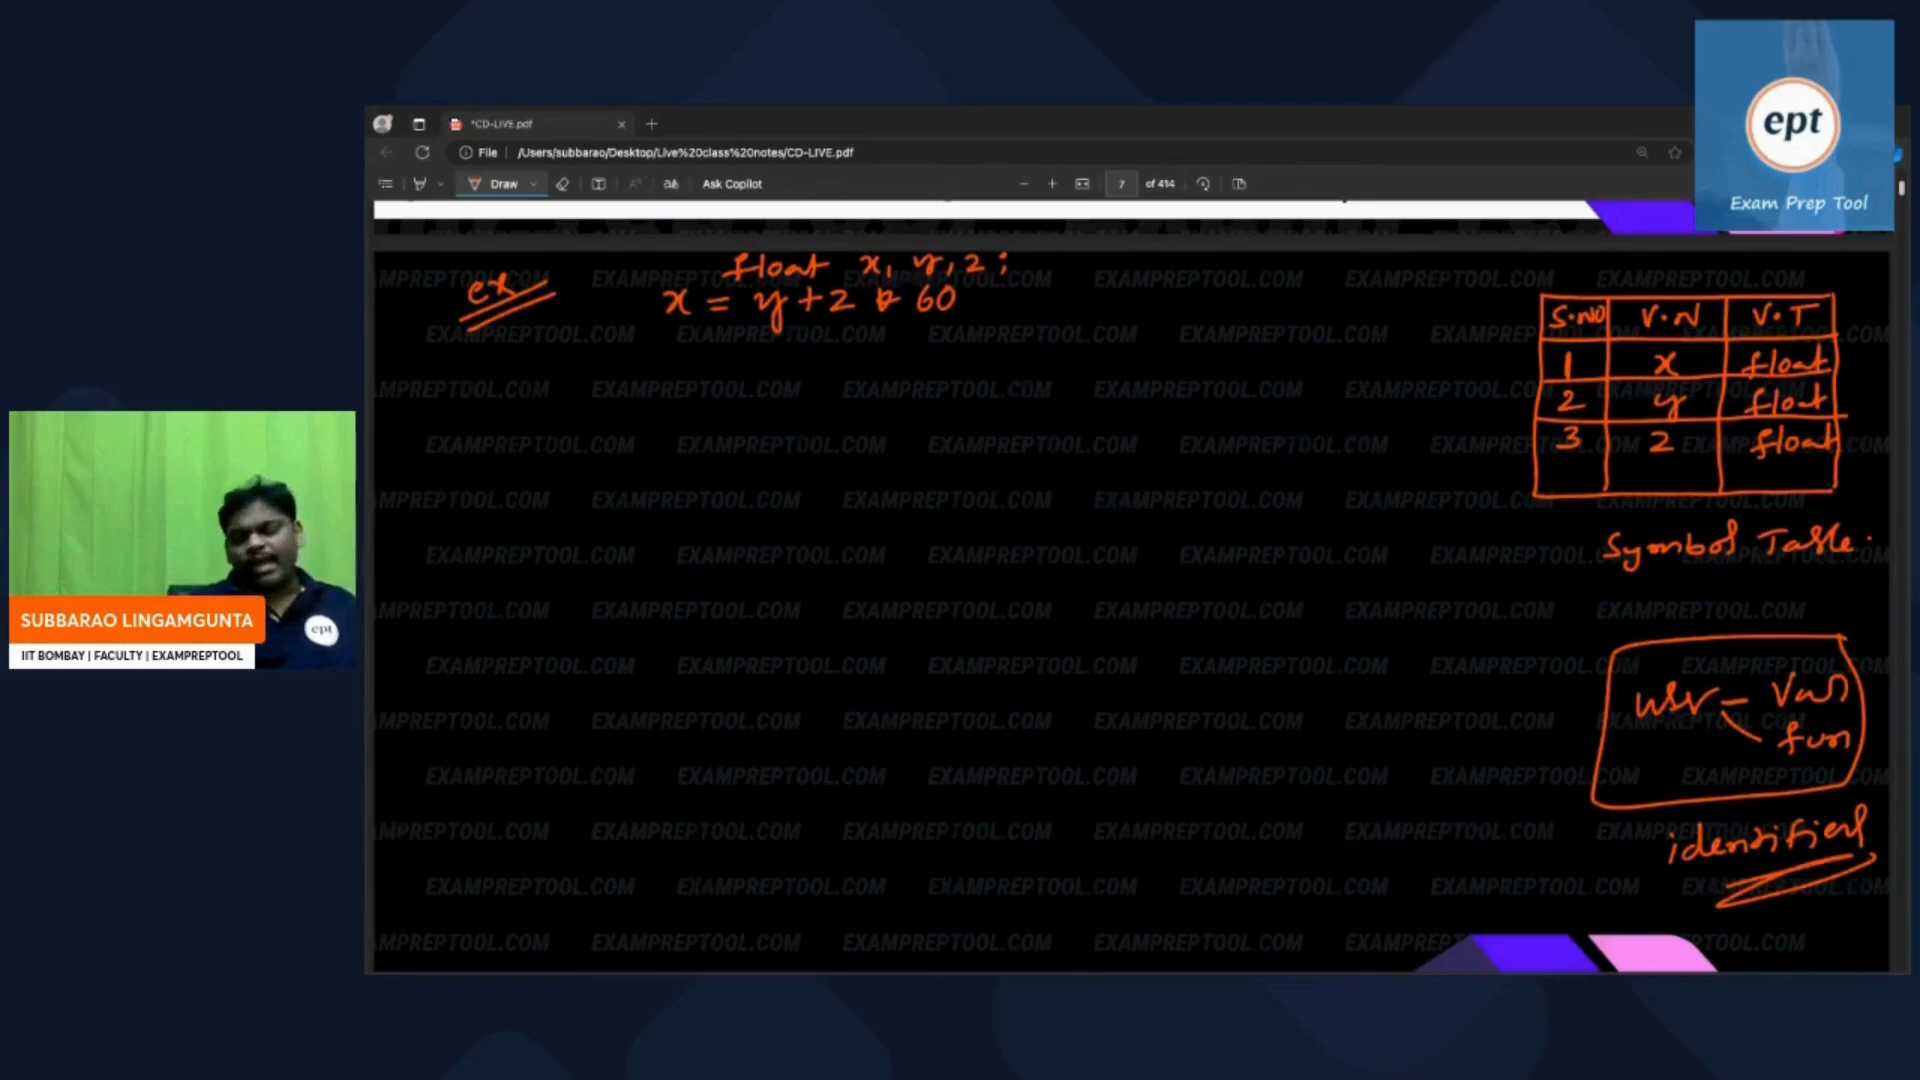 ept
Exam Prep Tool
*CD-LIVE.pdf
File | /Users/subbarao/Desktop/Live%20class%20notes/CD-LIVE.pdf
Draw
Ask Copilot
7 of 414
ex
float x, y, z;
x = y + z * 60
S.NO V.N V.T
1 x float
2 y float
3 z float
Symbol Table.
user - Var
fun
identifier
SUBBARAO LINGAMGUNTA
IIT BOMBAY | FACULTY | EXAMPREPTOOL
ept
EXAMPREPTOOL.COM